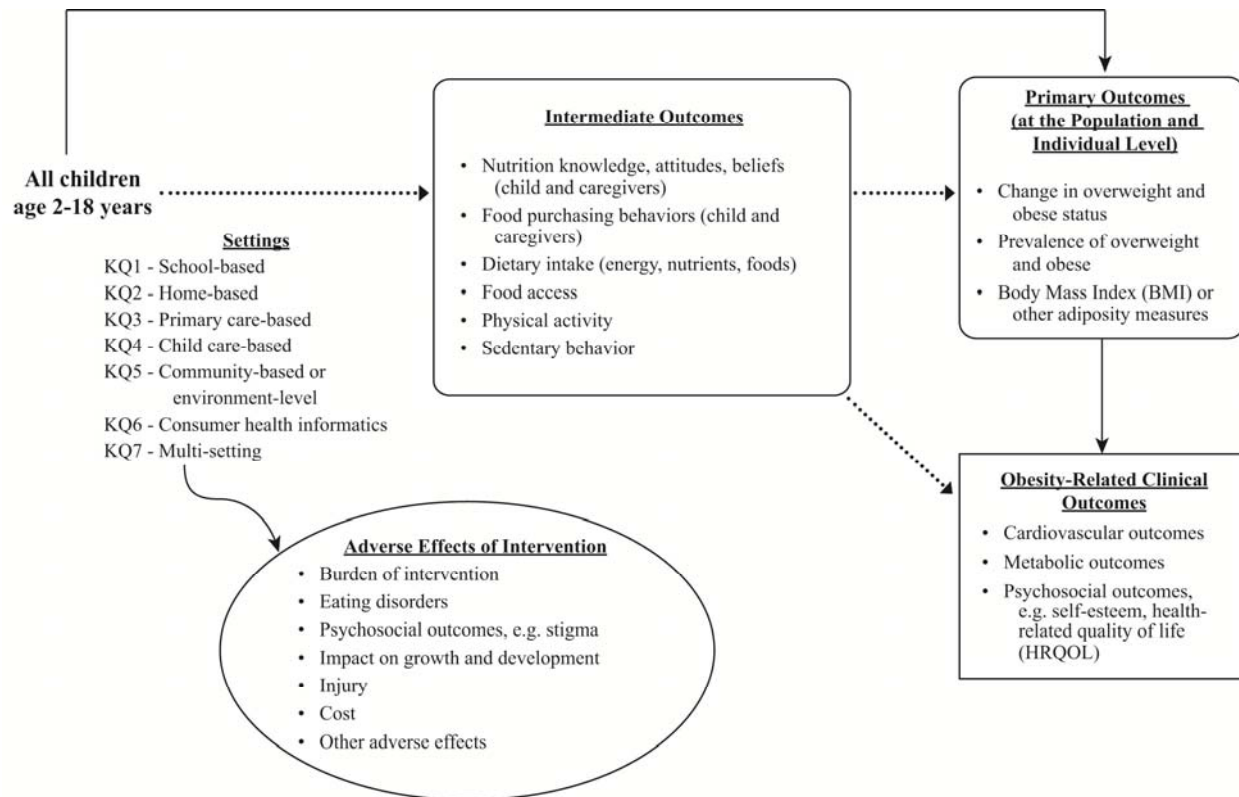 All children
age 2-18 years
Settings
KQ1 - School-based
KQ2 - Home-based
KQ3 - Primary care-based
KQ4 - Child care-based
KQ5 - Community-based or
environment-level
KQ6 - Consumer health informatics
KQ7 - Multi-setting
Intermediate Outcomes
• Nutrition knowledge, attitudes, beliefs
(child and caregivers)
• Food purchasing behaviors (child and
caregivers)
• Dietary intake (energy, nutrients, foods)
• Food access
• Physical activity
• Sedentary behavior
Primary Outcomes
(at the Population and
Individual Level)
• Change in overweight and
obese status
• Prevalence of overweight
and obese
• Body Mass Index (BMI) or
other adiposity measures
Adverse Effects of Intervention
• Burden of intervention
• Eating disorders
• Psychosocial outcomes, e.g. stigma
• Impact on growth and development
• Injury
• Cost
• Other adverse effects
Obesity-Related Clinical
Outcomes
• Cardiovascular outcomes
• Metabolic outcomes
• Psychosocial outcomes,
e.g. self-esteem, health-
related quality of life
(HRQOL)